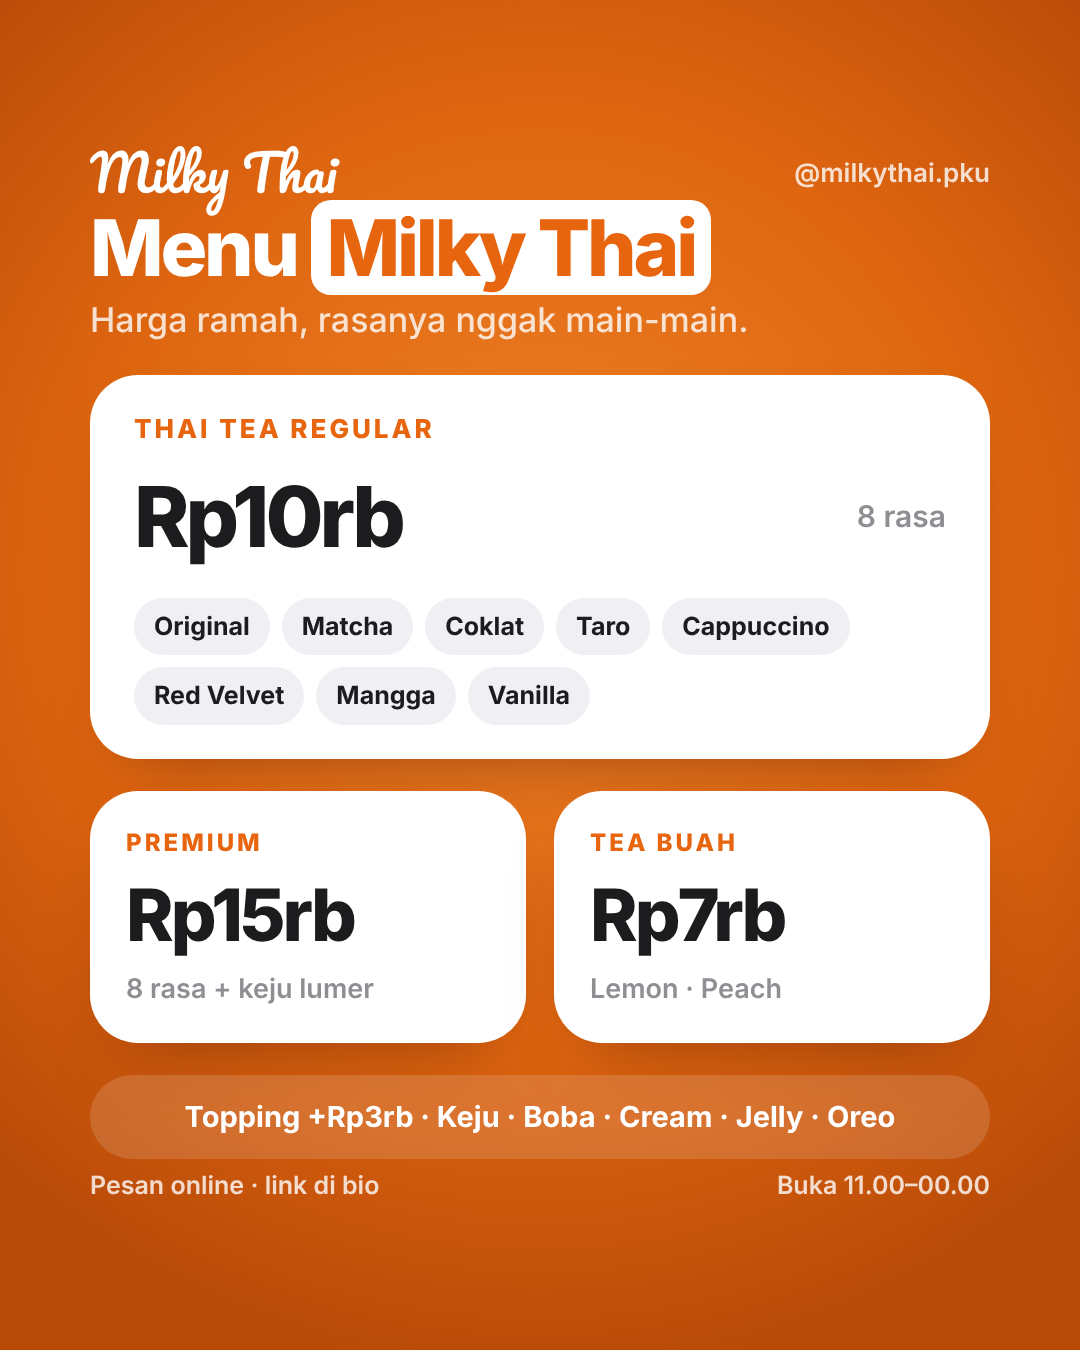 Milky Thai
@milkythai.pku
Menu Milky Thai
Harga ramah, rasanya nggak main-main.
THAI TEA REGULAR
Rp10rb
8 rasa
Original Matcha Coklat Taro Cappuccino
Red Velvet Mangga Vanilla
PREMIUM
Rp15rb
8 rasa + keju lumer
TEA BUAH
Rp7rb
Lemon · Peach
Topping +Rp3rb · Keju · Boba · Cream · Jelly · Oreo
Pesan online · link di bio
Buka 11.00–00.00